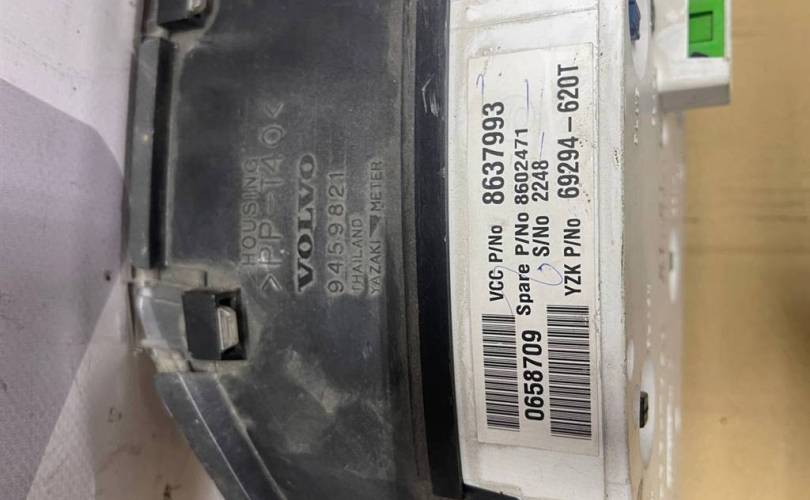 HOUSING
>PP-T40<
VOLVO
9459821
THAILAND
YAZAKI METER
VCC P/No 8637993
Spare P/No 8602471
0658709 S/No 2248
YZK P/No 69294-620T